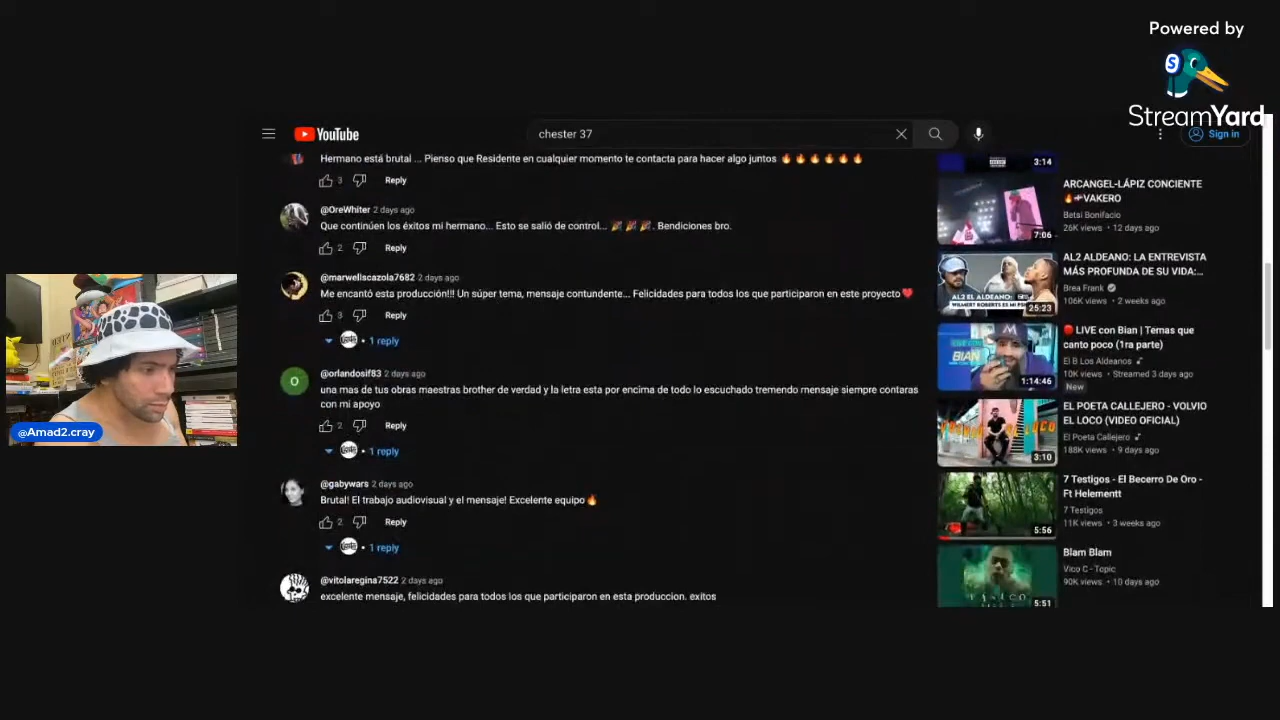 Powered by
StreamYard
YouTube
chester 37
Sign in
Hermano está brutal ... Pienso que Residente en cualquier momento te contacta para hacer algo juntos 🔥🔥🔥🔥🔥🔥
3
Reply
@OreWhiter 2 days ago
Que continúen los éxitos mi hermano... Esto se salió de control... 🎉🎉🎉. Bendiciones bro.
2
Reply
@marweliscazola7682 2 days ago
Me encantó esta producción!!! Un súper tema, mensaje contundente... Felicidades para todos los que participaron en este proyecto❤️
3
Reply
• 1 reply
O
@orlandosif83 2 days ago
una mas de tus obras maestras brother de verdad y la letra esta por encima de todo lo escuchado tremendo mensaje siempre contaras
con mi apoyo
2
Reply
• 1 reply
@gabywars 2 days ago
Brutal! El trabajo audiovisual y el mensaje! Excelente equipo🔥
2
Reply
• 1 reply
@vitolaregina7522 2 days ago
excelente mensaje, felicidades para todos los que participaron en esta produccion. exitos
3:14
ARCANGEL-LÁPIZ CONCIENTE
VAKERO
Betsi Bonifacio
26K views • 12 days ago
7:06
AL2 ALDEANO: LA ENTREVISTA
MÁS PROFUNDA DE SU VIDA:...
Brea Frank
106K views • 2 weeks ago
AL2 EL ALDEANO:
25:23
LIVE con Bian | Temas que
canto poco (1ra parte)
El B Los Aldeanos
10K views • Streamed 3 days ago
New
LIVE CON
BIAN
1:14:46
EL POETA CALLEJERO - VOLVIO
EL LOCO (VIDEO OFICIAL)
El Poeta Callejero
188K views • 9 days ago
3:10
7 Testigos - El Becerro De Oro -
Ft Helementt
7 Testigos
11K views • 3 weeks ago
5:56
Blam Blam
Vico C - Topic
90K views • 10 days ago
5:51
@Amad2.cray